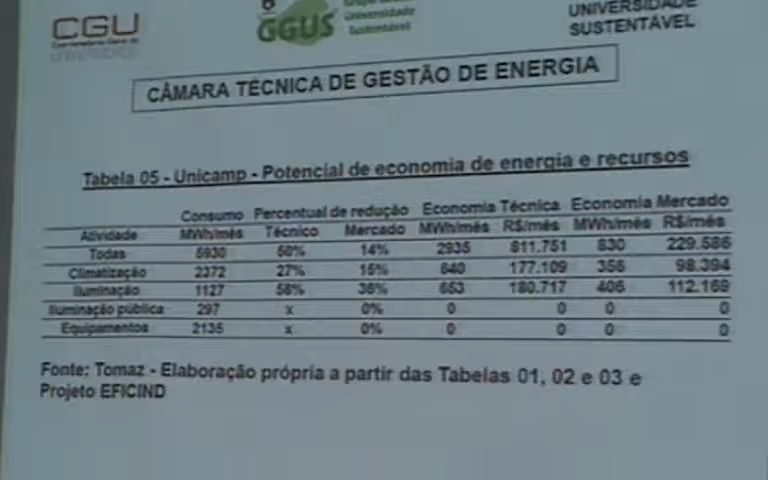 CGU
GGUS
Universidade
Sustentável
UNIVERSIDADE
SUSTENTÁVEL
CÂMARA TÉCNICA DE GESTÃO DE ENERGIA
Tabela 05 - Unicamp - Potencial de economia de energia e recursos
Consumo Percentual de redução Economia Técnica Economia Mercado
Atividade MWh/mês Técnico Mercado MWh/mês R$/mês MWh/mês R$/mês
Todas 5930 50% 14% 2935 811.751 830 229.586
Climatização 2372 27% 15% 640 177.109 356 98.394
Iluminação 1127 58% 36% 653 180.717 406 112.169
Iluminação pública 297 x 0% 0 0 0 0
Equipamentos 2135 x 0% 0 0 0 0
Fonte: Tomaz - Elaboração própria a partir das Tabelas 01, 02 e 03 e
Projeto EFICIND